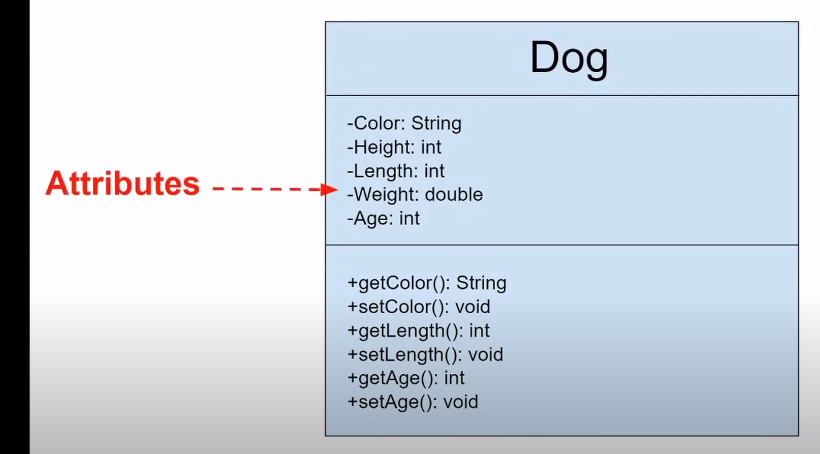 Dog
-Color: String
-Height: int
-Length: int
Attributes
-Weight: double
-Age: int
+getColor(): String
+setColor(): void
+getLength(): int
+setLength(): void
+getAge(): int
+setAge(): void